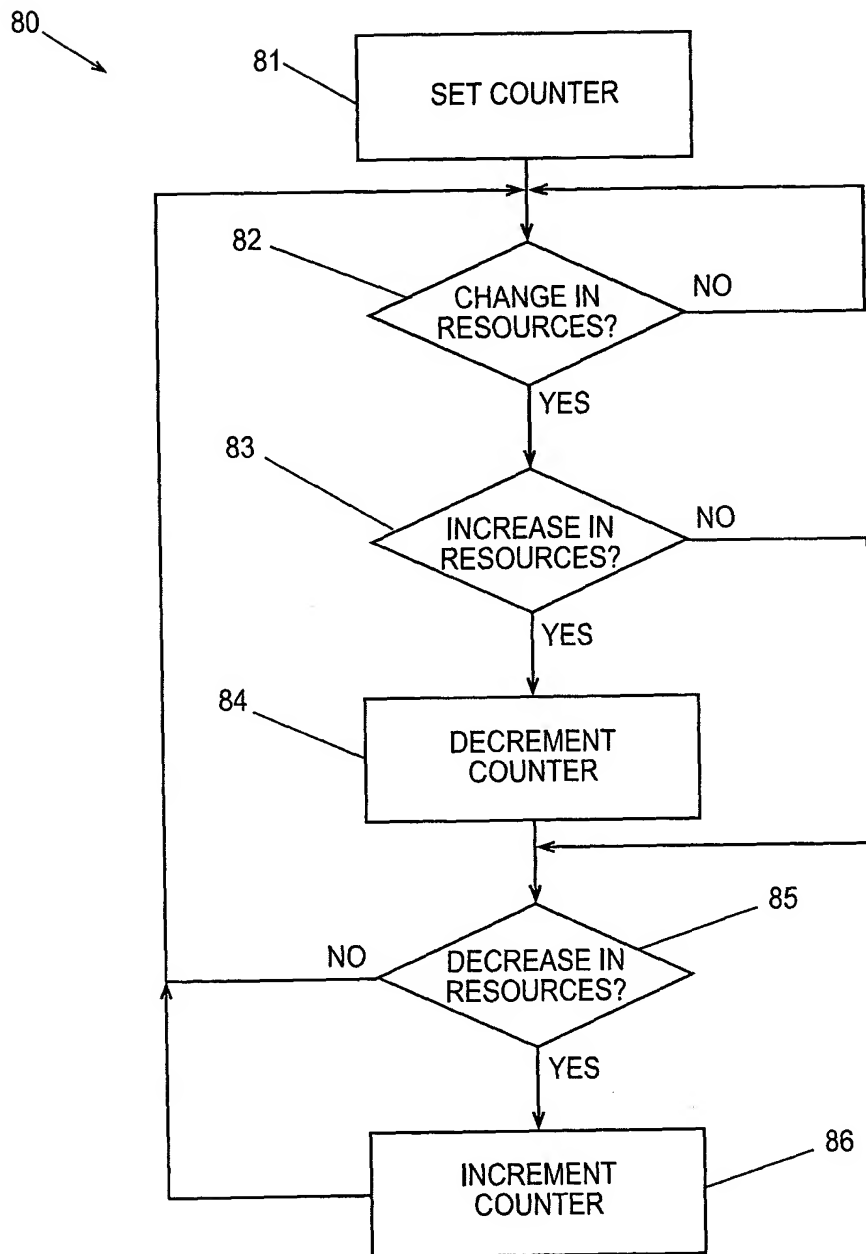 80
81
SET COUNTER
82
CHANGE IN
RESOURCES?
NO
YES
83
INCREASE IN
RESOURCES?
NO
YES
84
DECREMENT
COUNTER
85
NO
DECREASE IN
RESOURCES?
YES
86
INCREMENT
COUNTER